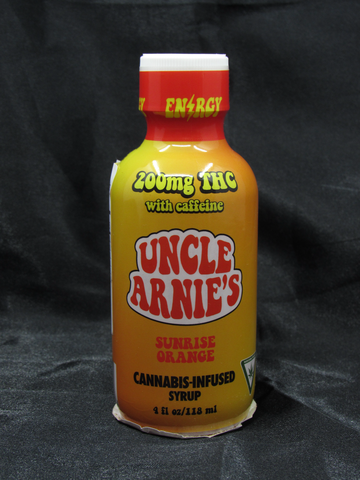 ENERGY
200mg THC
with caffeine
UNCLE
ARNIE'S
SUNRISE
ORANGE
CANNABIS-INFUSED
SYRUP
4 fl oz/118 ml